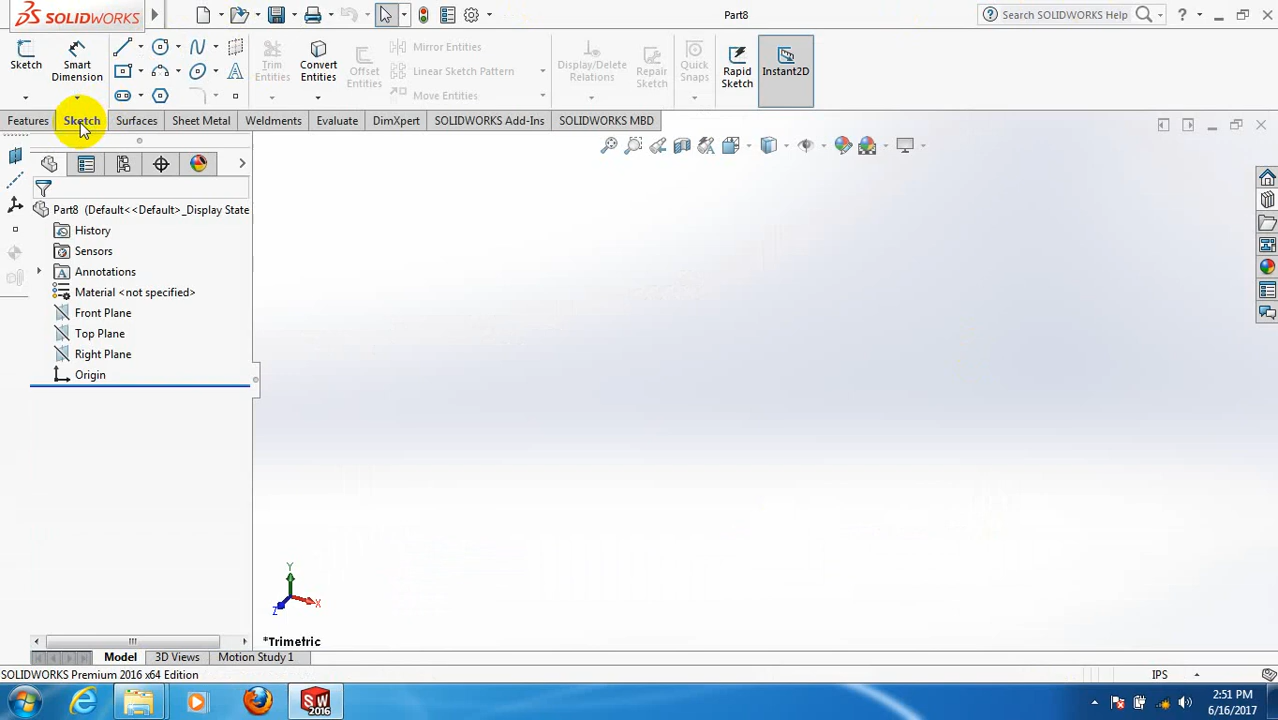 SOLIDWORKS
Part8
Search SOLIDWORKS Help
?
Sketch
Smart Dimension
Trim Entities
Convert Entities
Offset Entities
Mirror Entities
Linear Sketch Pattern
Move Entities
Display/Delete Relations
Repair Sketch
Quick Snaps
Rapid Sketch
Instant2D
Features
Sketch
Surfaces
Sheet Metal
Weldments
Evaluate
DimXpert
SOLIDWORKS Add-Ins
SOLIDWORKS MBD
Part8 (Default<<Default>_Display State
History
Sensors
Annotations
Material <not specified>
Front Plane
Top Plane
Right Plane
Origin
Y
X
Z
*Trimetric
Model
3D Views
Motion Study 1
SOLIDWORKS Premium 2016 x64 Edition
IPS
SW
2016
2:51 PM
6/16/2017